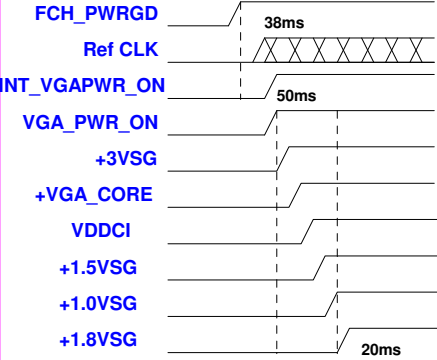 FCH_PWRGD
38ms
Ref CLK
INT_VGAPWR_ON
50ms
VGA_PWR_ON
+3VSG
+VGA_CORE
VDDCI
+1.5VSG
+1.0VSG
+1.8VSG
20ms